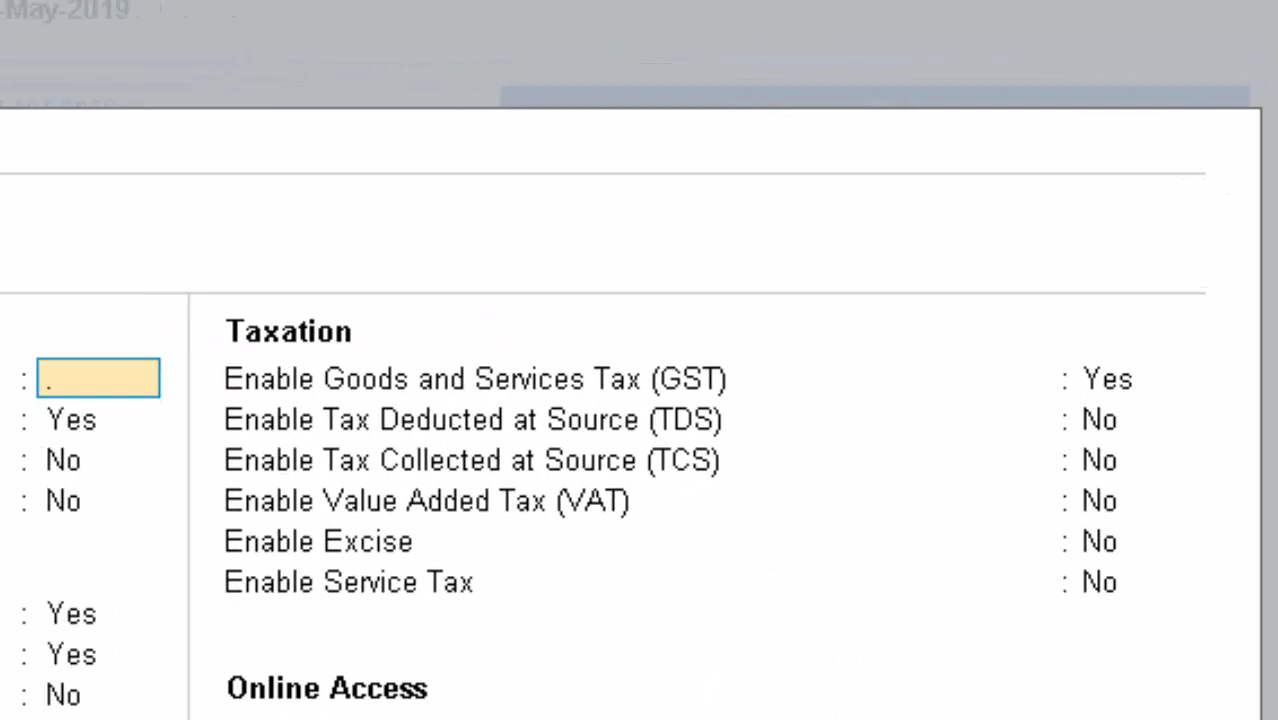 -May-2019
Taxation
: . Enable Goods and Services Tax (GST) : Yes
: Yes Enable Tax Deducted at Source (TDS) : No
: No Enable Tax Collected at Source (TCS) : No
: No Enable Value Added Tax (VAT) : No
Enable Excise : No
Enable Service Tax : No
: Yes
: Yes
Online Access
: No